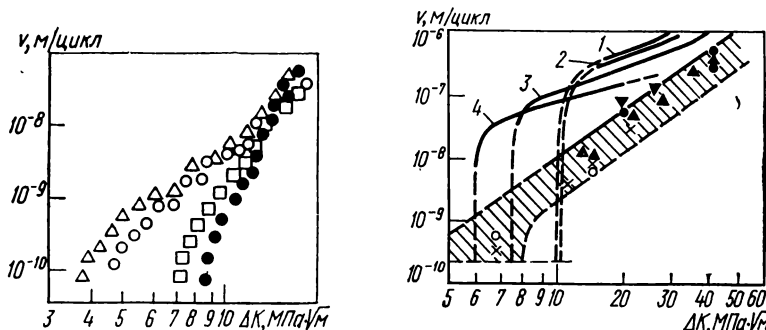 v, м/цикл
10⁻⁸
10⁻⁹
10⁻¹⁰
3 4 5 6 7 8 9 10 ΔK, МПа·√м
v, м/цикл
10⁻⁶
10⁻⁷
10⁻⁸
10⁻⁹
10⁻¹⁰
1
2
3
4
5 6 7 8 9 10 20 30 40 50 60
ΔK, МПа·√м